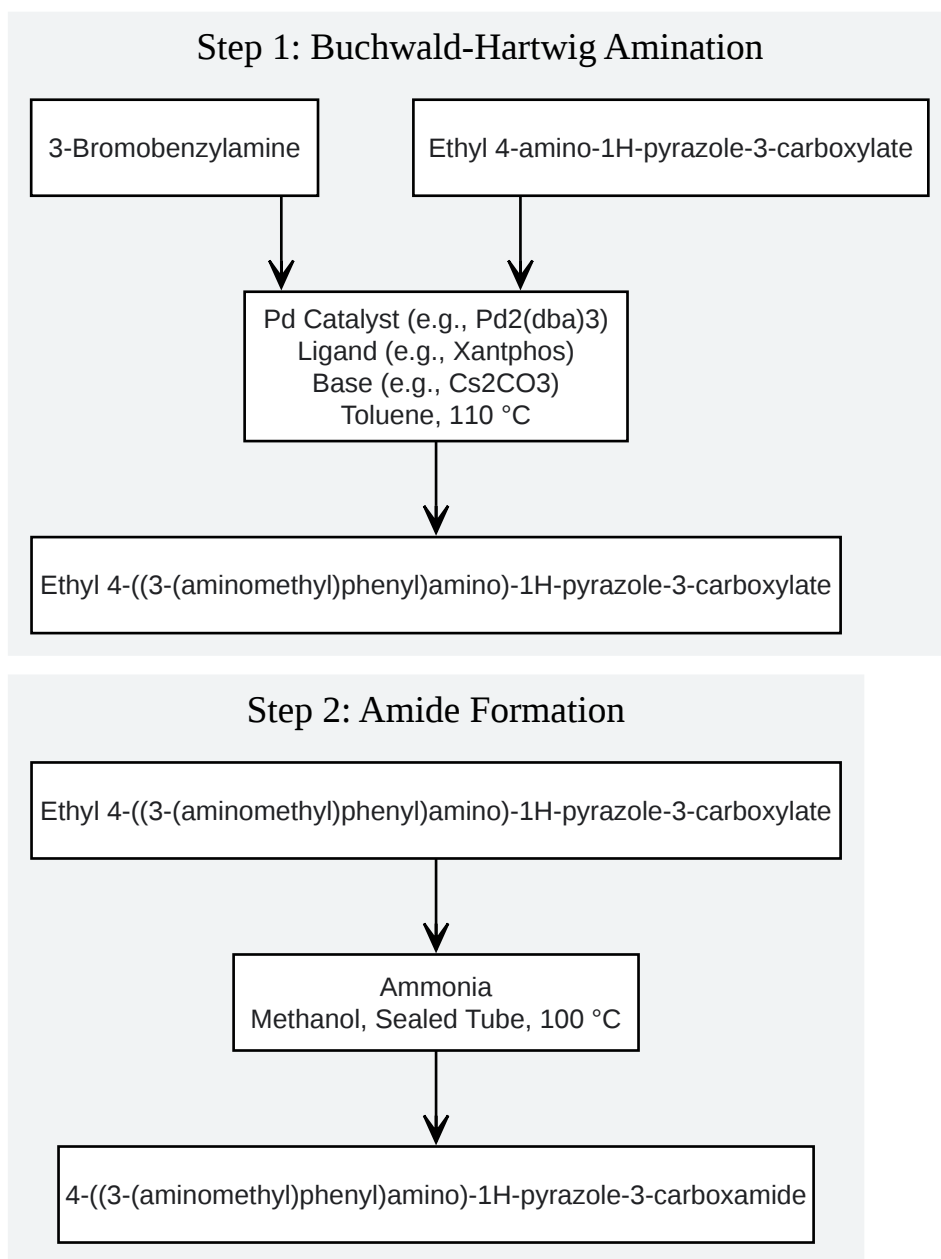 Step 1: Buchwald-Hartwig Amination
3-Bromobenzylamine
Ethyl 4-amino-1H-pyrazole-3-carboxylate
Pd Catalyst (e.g., Pd2(dba)3)
Ligand (e.g., Xantphos)
Base (e.g., Cs2CO3)
Toluene, 110 °C
Ethyl 4-((3-(aminomethyl)phenyl)amino)-1H-pyrazole-3-carboxylate
Step 2: Amide Formation
Ethyl 4-((3-(aminomethyl)phenyl)amino)-1H-pyrazole-3-carboxylate
Ammonia
Methanol, Sealed Tube, 100 °C
4-((3-(aminomethyl)phenyl)amino)-1H-pyrazole-3-carboxamide